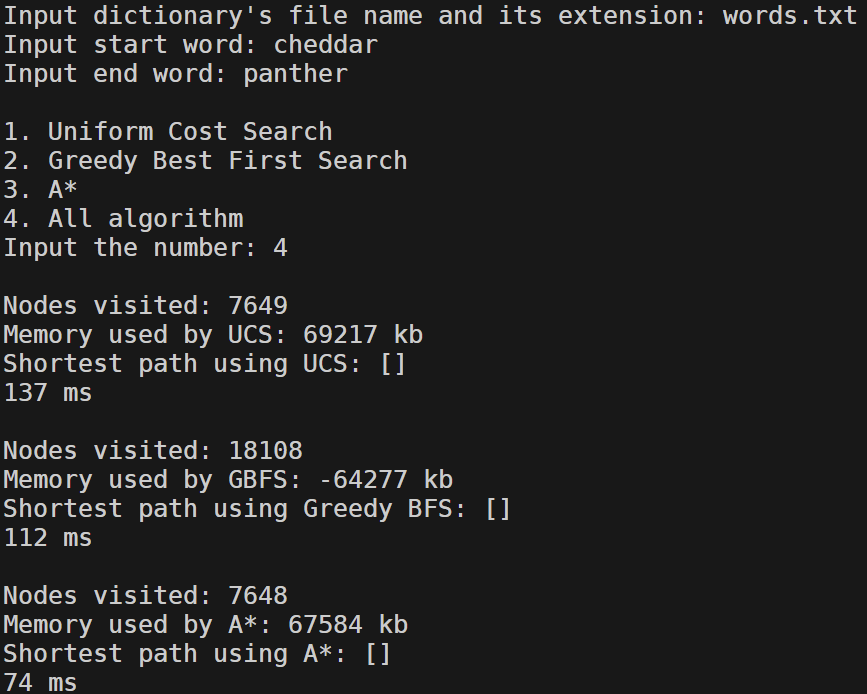 Input dictionary's file name and its extension: words.txt
Input start word: cheddar
Input end word: panther
1. Uniform Cost Search
2. Greedy Best First Search
3. A*
4. All algorithm
Input the number: 4
Nodes visited: 7649
Memory used by UCS: 69217 kb
Shortest path using UCS: []
137 ms
Nodes visited: 18108
Memory used by GBFS: -64277 kb
Shortest path using Greedy BFS: []
112 ms
Nodes visited: 7648
Memory used by A*: 67584 kb
Shortest path using A*: []
74 ms